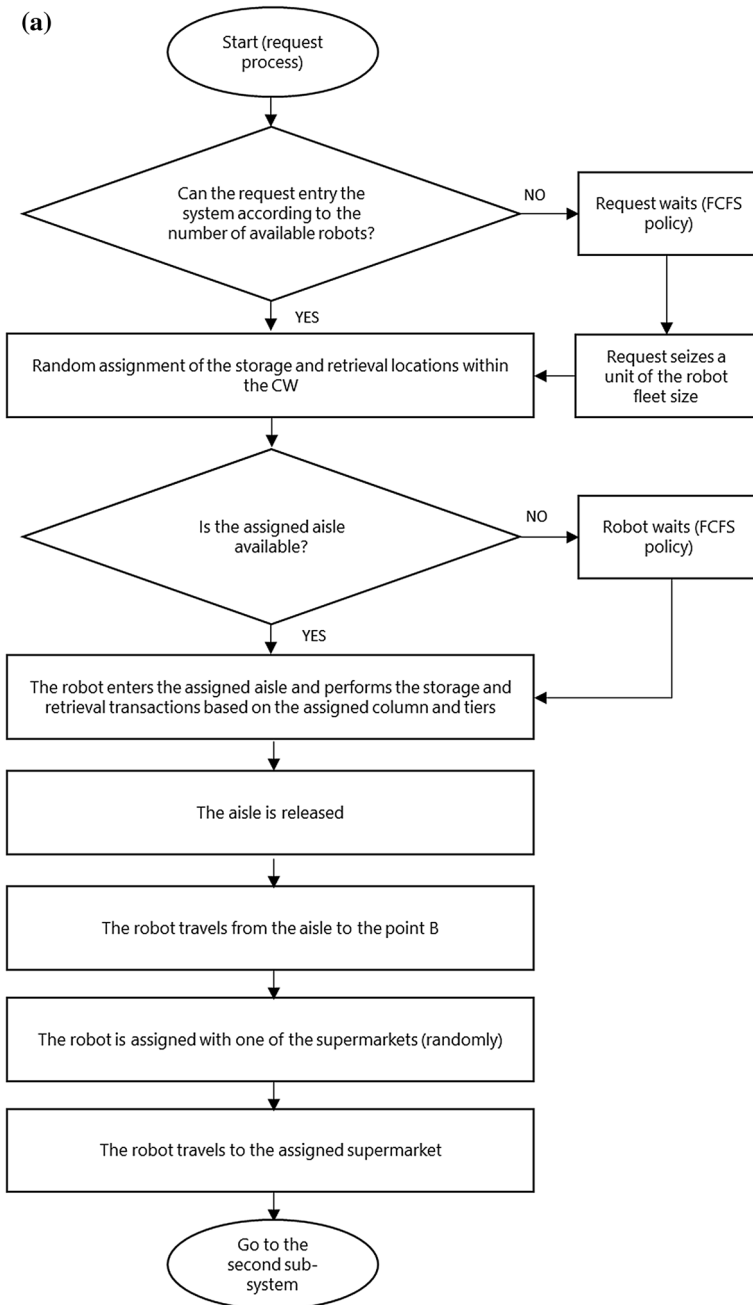 (a)
Start (request
process)
Can the request entry the
system according to the
number of available robots?
NO
Request waits (FCFS
policy)
YES
Random assignment of the storage and retrieval locations within
the CW
Request seizes a
unit of the robot
fleet size
Is the assigned aisle
available?
NO
Robot waits (FCFS
policy)
YES
The robot enters the assigned aisle and performs the storage and
retrieval transactions based on the assigned column and tiers
The aisle is released
The robot travels from the aisle to the point B
The robot is assigned with one of the supermarkets (randomly)
The robot travels to the assigned supermarket
Go to the
second sub-
system